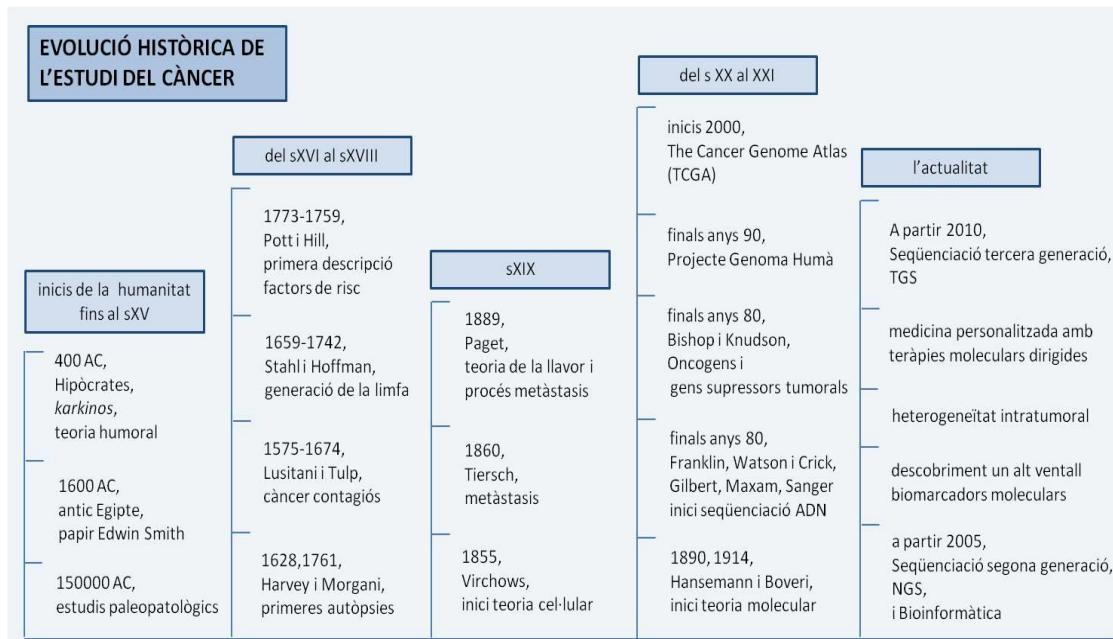 EVOLUCIÓ HISTÒRICA DE
L'ESTUDI DEL CÀNCER
inicis de la humanitat
fins al sXV
400 AC,
Hipòcrates,
karkinos,
teoria humoral
1600 AC,
antic Egipte,
papir Edwin Smith
150000 AC,
estudis paleopatològics
del sXVI al sXVIII
1773-1759,
Pott i Hill,
primera descripció
factors de risc
1659-1742,
Stahl i Hoffman,
generació de la limfa
1575-1674,
Lusitani i Tulp,
càncer contagiós
1628,1761,
Harvey i Morgani,
primeres autòpsies
sXIX
1889,
Paget,
teoria de la llavor i
procés metàstasis
1860,
Tiersch,
metàstasis
1855,
Virchows,
inici teoria cel·lular
del s XX al XXI
inicis 2000,
The Cancer Genome Atlas
(TCGA)
finals anys 90,
Projecte Genoma Humà
finals anys 80,
Bishop i Knudson,
Oncogens i
gens supressors tumorals
finals anys 80,
Franklin, Watson i Crick,
Gilbert, Maxam, Sanger
inici seqüenciació ADN
1890, 1914,
Hansemann i Boveri,
inici teoria molecular
l'actualitat
A partir 2010,
Seqüenciació tercera generació,
TGS
medicina personalitzada amb
teràpies moleculars dirigides
heterogeneïtat intratumoral
descobriment un alt ventall
biomarcadors moleculars
a partir 2005,
Seqüenciació segona generació,
NGS,
i Bioinformàtica